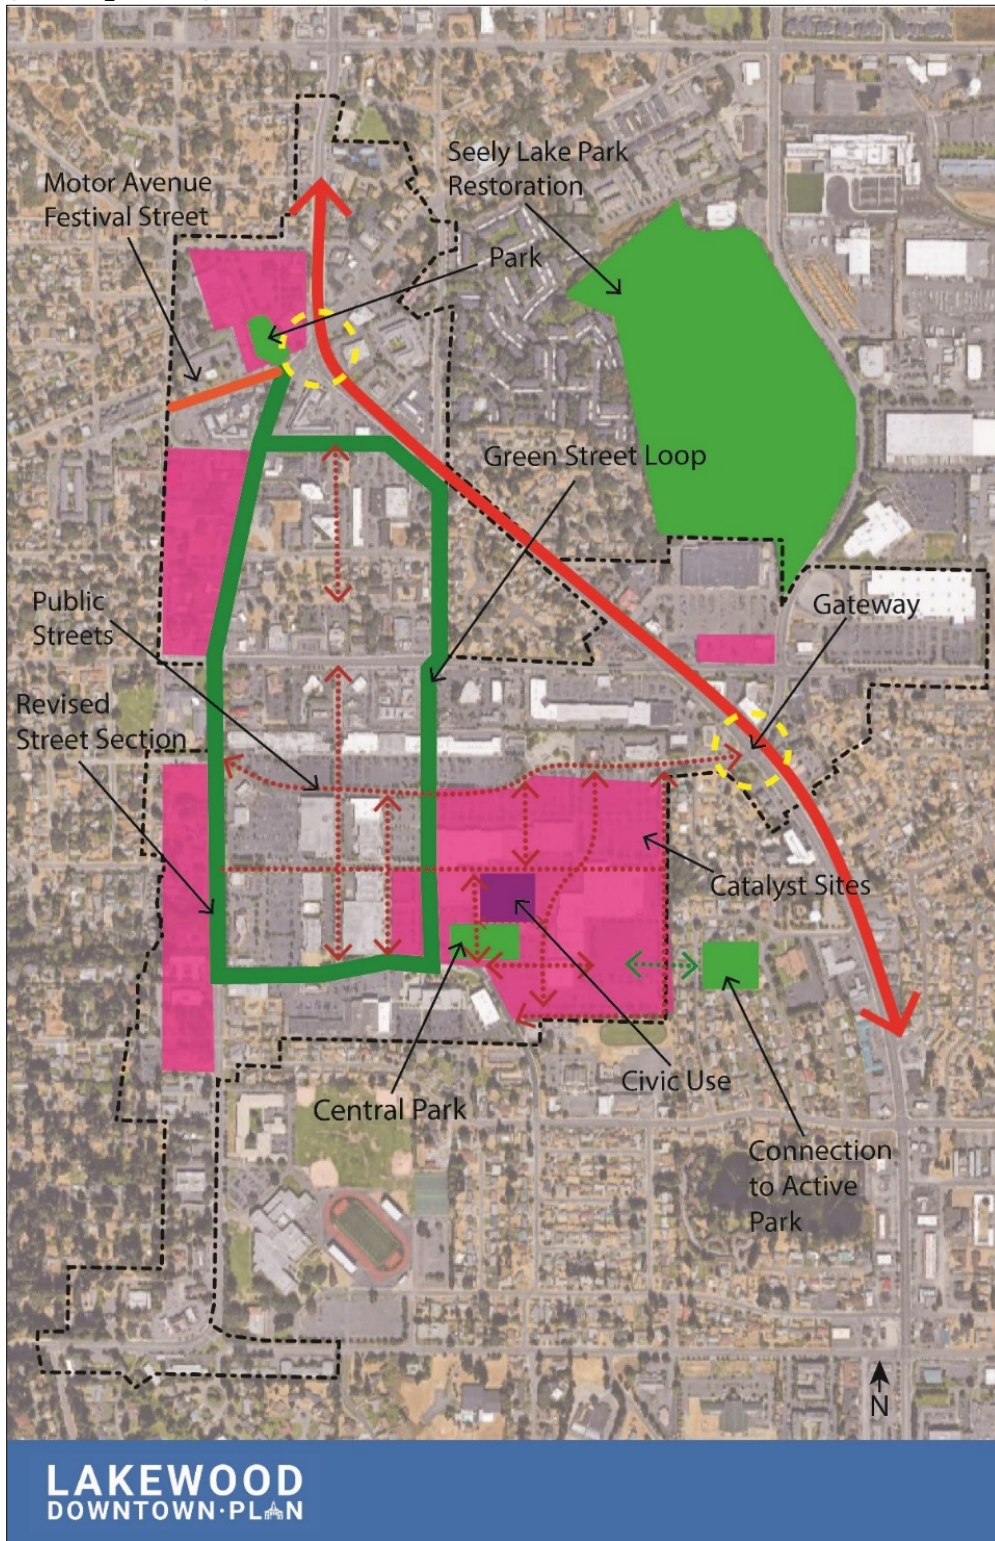 Seely Lake Park
Restoration
Motor Avenue
Festival Street
Park
Green Street Loop
Public
Streets
Gateway
Revised
Street Section
Catalyst Sites
Civic Use
Central Park
Connection
to Active
Park
N
LAKEWOOD
DOWNTOWN·PLAN